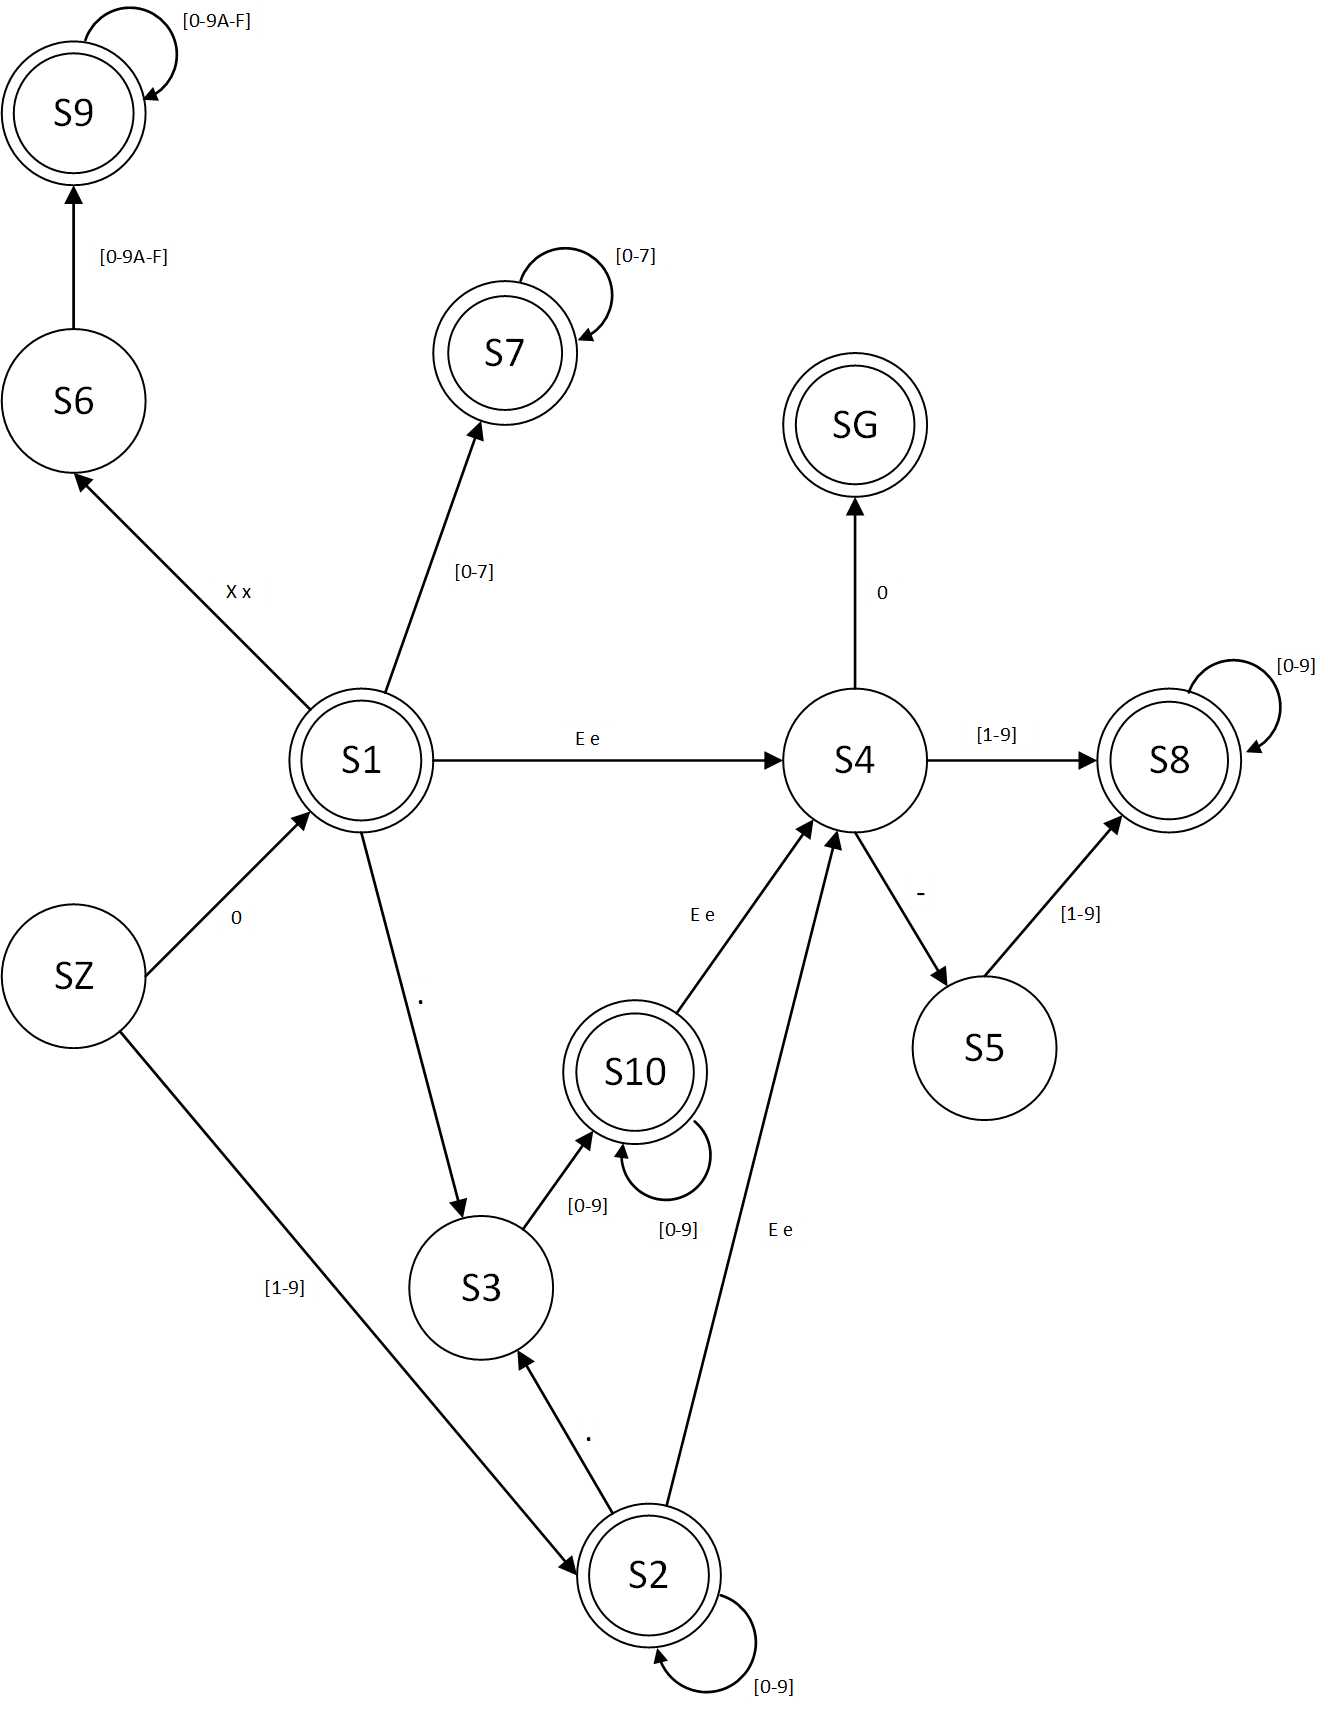 [0-9A-F]
S9
[0-9A-F]
[0-7]
S7
S6
SG
[0-7]
X x
0
[0-9]
E e
[1-9]
S1
S4
S8
-
E e
[1-9]
0
SZ
.
S5
S10
[0-9]
[0-9]
E e
[1-9]
S3
.
S2
[0-9]